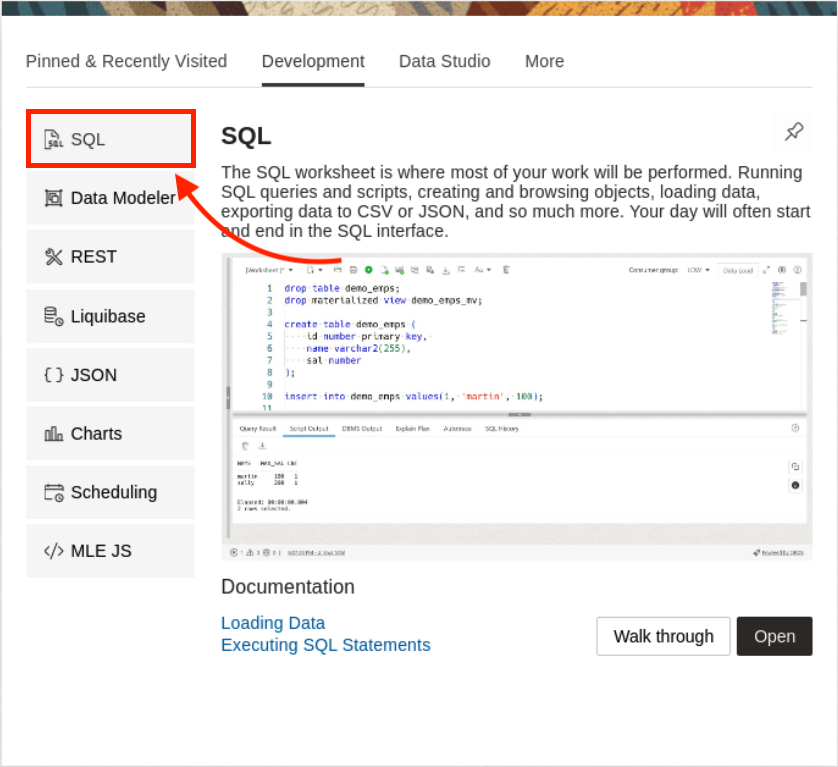 Pinned & Recently Visited
Development
Data Studio
More
SQL
Data Modeler
REST
Liquibase
JSON
Charts
Scheduling
MLE JS
SQL
The SQL worksheet is where most of your work will be performed. Running
SQL queries and scripts, creating and browsing objects, loading data,
exporting data to CSV or JSON, and so much more. Your day will often start
and end in the SQL interface.
[Worksheet]*
Aa
Consumer group: LOW
Data Load
1 drop table demo_emps;
2 drop materialized view demo_emps_mv;
3
4 create table demo_emps (
5 id number primary key,
6 name varchar2(255),
7 sal number
8 );
9
10 insert into demo_emps values(1, 'martin', 100);
11
Query Result
Script Output
DBMS Output
Explain Plan
Autotrace
SQL History
martin 100 1
sally 200 1
Elapsed: 00:00:00.004
2 rows selected.
Powered by ORDS
Documentation
Loading Data
Executing SQL Statements
Walk through
Open